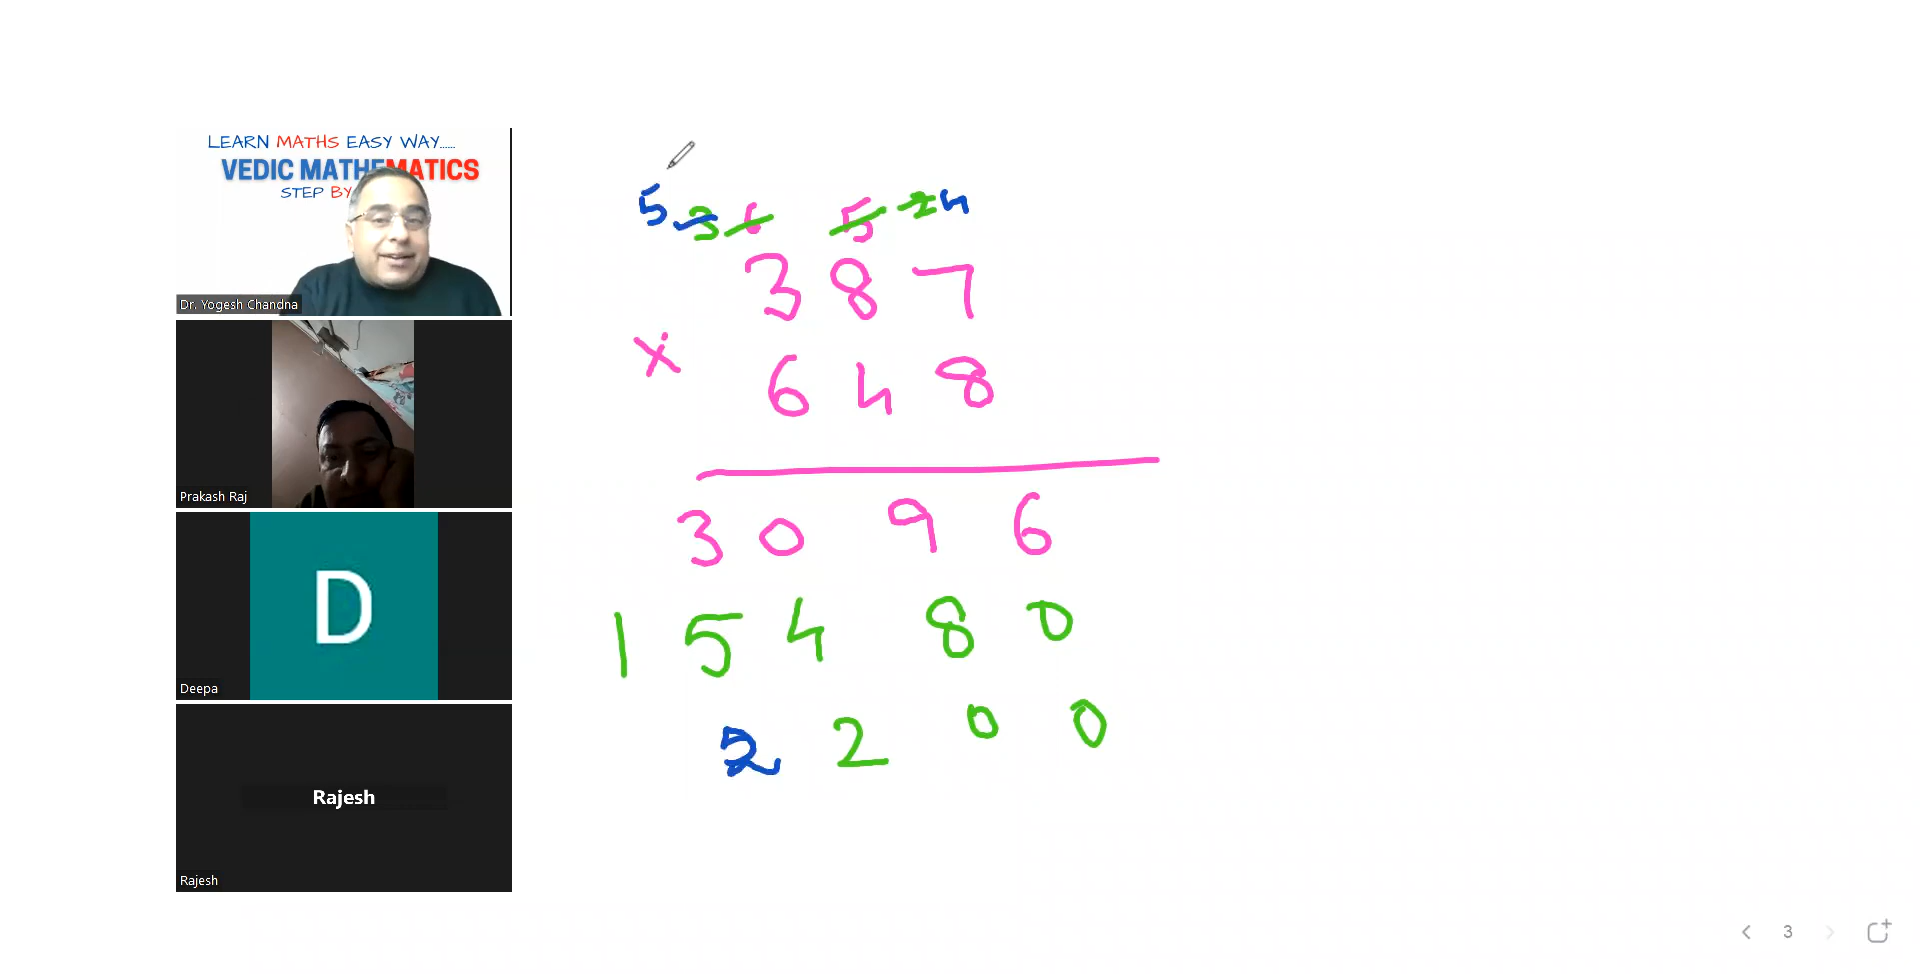 LEARN MATHS EASY WAY......
VEDIC MATHEMATICS
STEP BY
Dr. Yogesh Chandna
Prakash Raj
D
Deepa
Rajesh
Rajesh
5 3 5 2 4
3 8 7
× 6 4 8
3 0 9 6
1 5 4 8 0
2 2 0 0
3